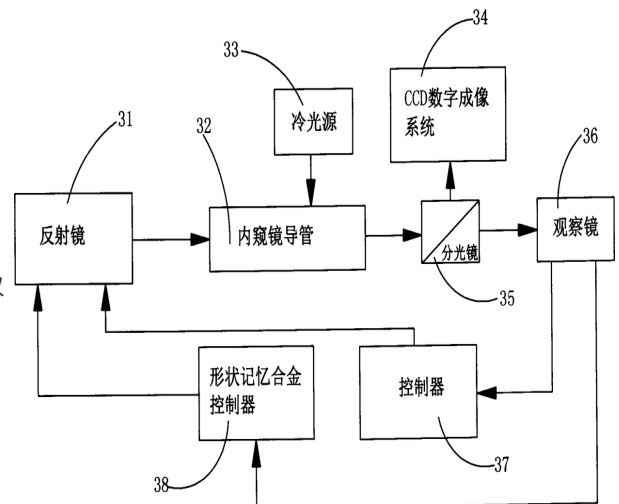 34
33
CCD数字成像
系统
冷光源
31
32
36
反射镜
内窥镜导管
观察镜
分光镜
35
形状记忆合金
控制器
控制器
37
38